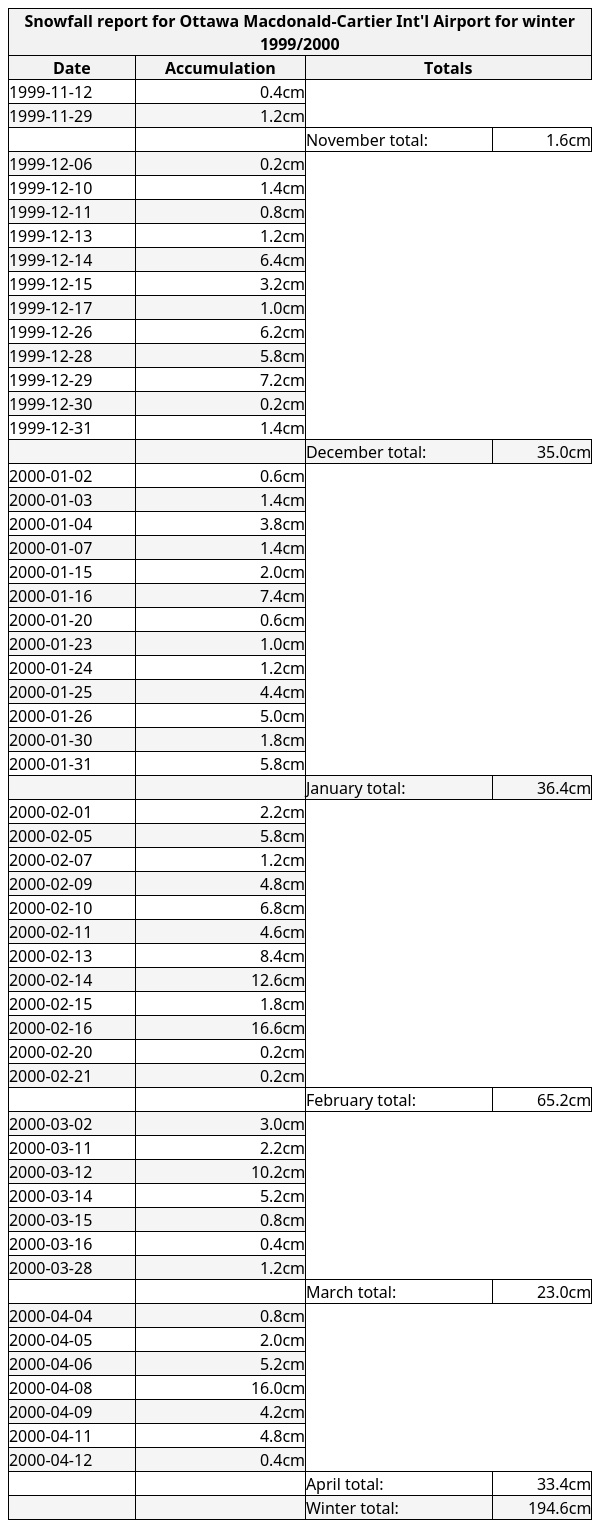 Snowfall report for Ottawa Macdonald-Cartier Int'l Airport for winter
1999/2000
Date Accumulation Totals
1999-11-12 0.4cm
1999-11-29 1.2cm
November total: 1.6cm
1999-12-06 0.2cm
1999-12-10 1.4cm
1999-12-11 0.8cm
1999-12-13 1.2cm
1999-12-14 6.4cm
1999-12-15 3.2cm
1999-12-17 1.0cm
1999-12-26 6.2cm
1999-12-28 5.8cm
1999-12-29 7.2cm
1999-12-30 0.2cm
1999-12-31 1.4cm
December total: 35.0cm
2000-01-02 0.6cm
2000-01-03 1.4cm
2000-01-04 3.8cm
2000-01-07 1.4cm
2000-01-15 2.0cm
2000-01-16 7.4cm
2000-01-20 0.6cm
2000-01-23 1.0cm
2000-01-24 1.2cm
2000-01-25 4.4cm
2000-01-26 5.0cm
2000-01-30 1.8cm
2000-01-31 5.8cm
January total: 36.4cm
2000-02-01 2.2cm
2000-02-05 5.8cm
2000-02-07 1.2cm
2000-02-09 4.8cm
2000-02-10 6.8cm
2000-02-11 4.6cm
2000-02-13 8.4cm
2000-02-14 12.6cm
2000-02-15 1.8cm
2000-02-16 16.6cm
2000-02-20 0.2cm
2000-02-21 0.2cm
February total: 65.2cm
2000-03-02 3.0cm
2000-03-11 2.2cm
2000-03-12 10.2cm
2000-03-14 5.2cm
2000-03-15 0.8cm
2000-03-16 0.4cm
2000-03-28 1.2cm
March total: 23.0cm
2000-04-04 0.8cm
2000-04-05 2.0cm
2000-04-06 5.2cm
2000-04-08 16.0cm
2000-04-09 4.2cm
2000-04-11 4.8cm
2000-04-12 0.4cm
April total: 33.4cm
Winter total: 194.6cm